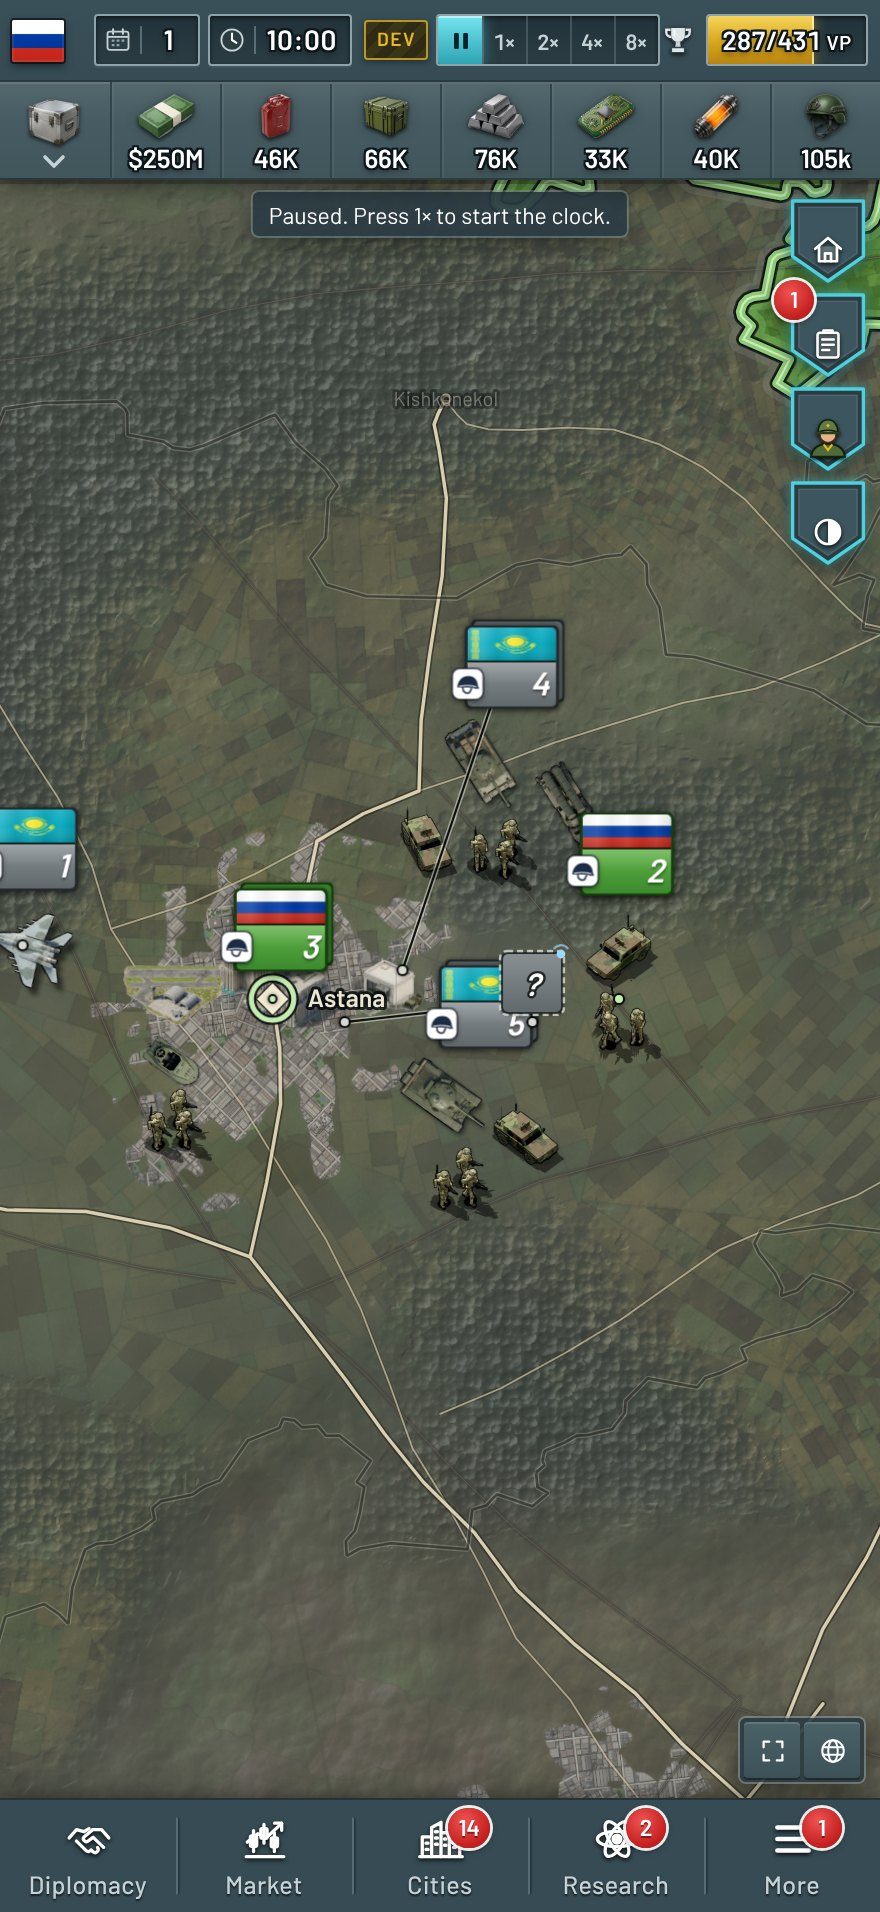 1
10:00
DEV
1×
2×
4×
8×
287/431 VP
$250M
46K
66K
76K
33K
40K
105k
Paused. Press 1× to start the clock.
1
Kishkenekol
4
2
1
3
Astana
?
5
14
2
1
Diplomacy
Market
Cities
Research
More